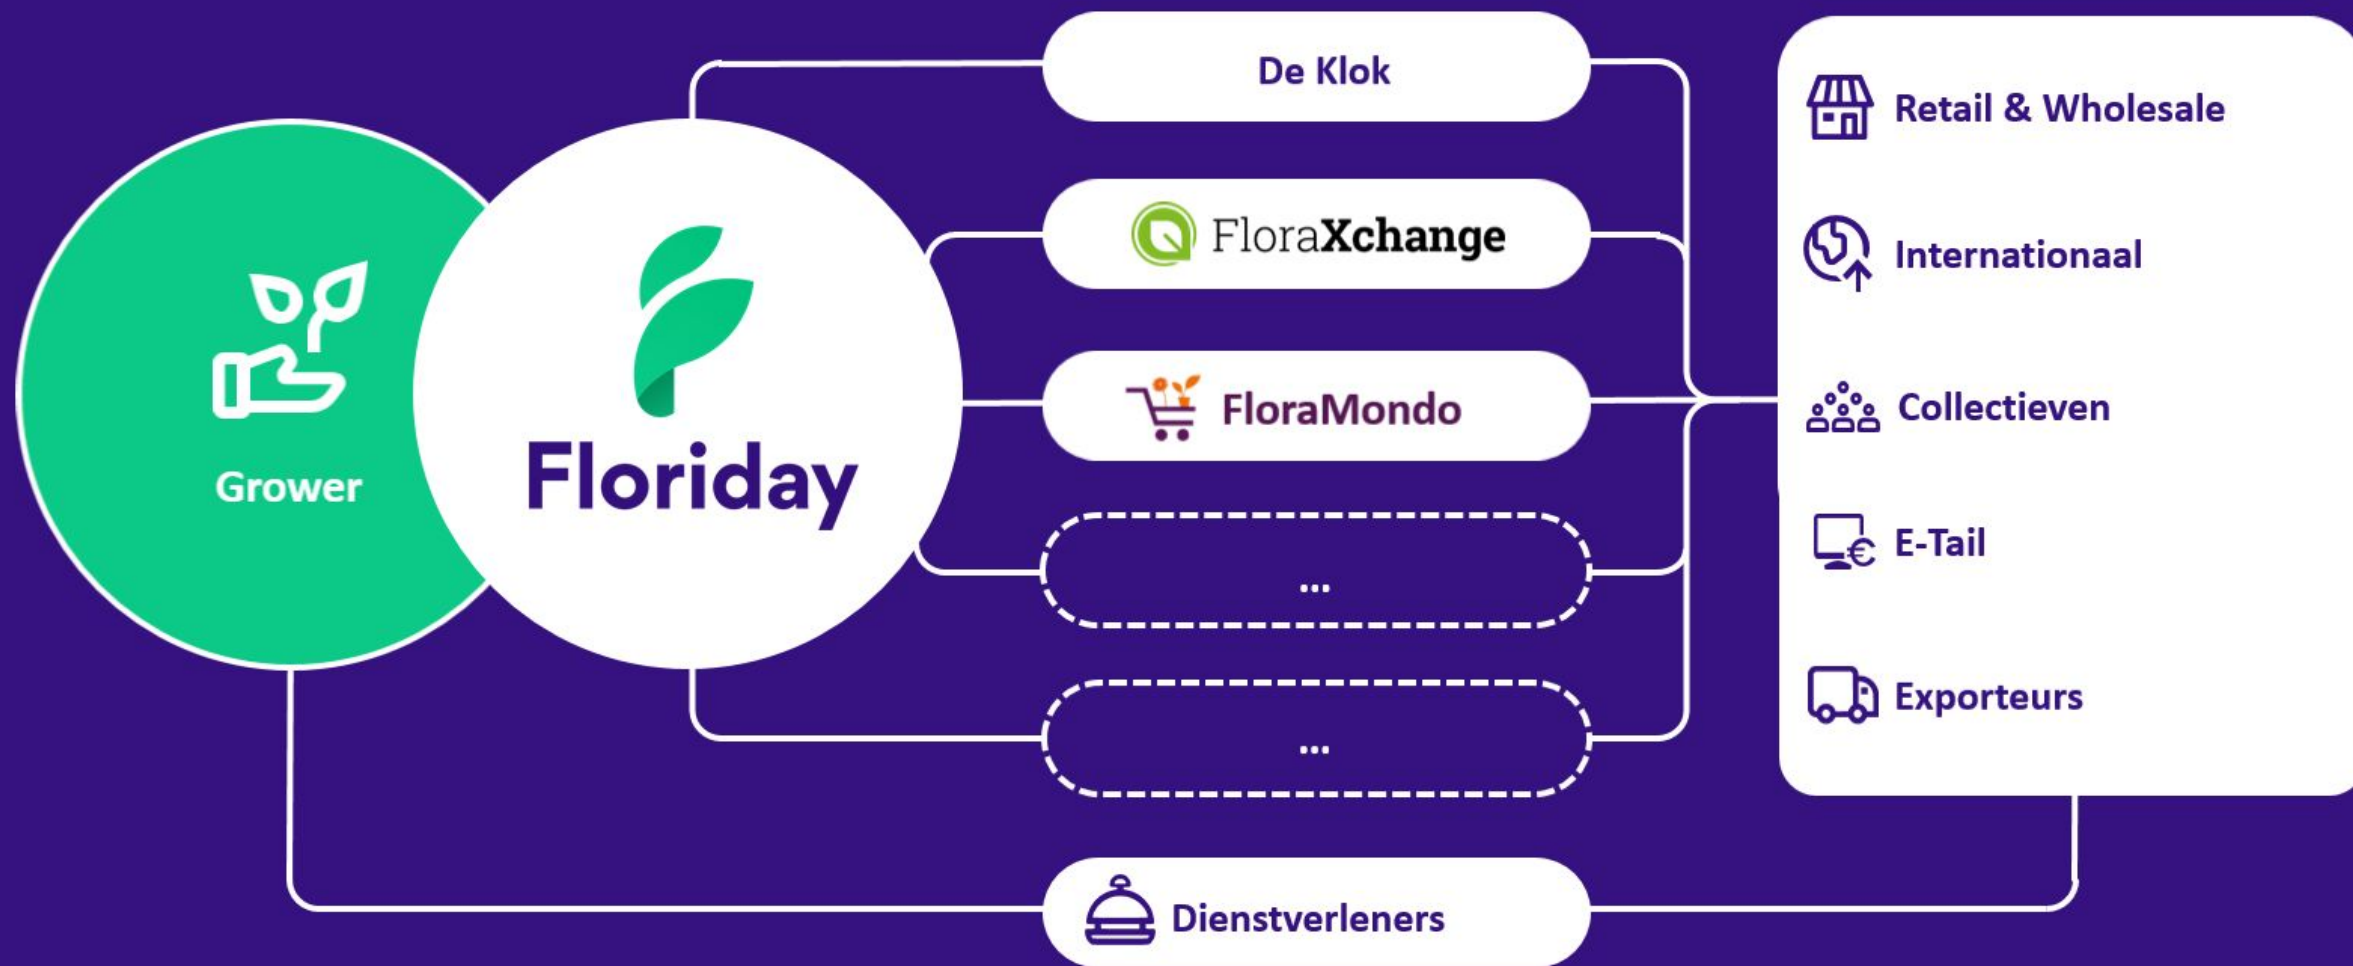 Grower
Floriday
De Klok
FloraXchange
FloraMondo
...
...
Dienstverleners
Retail & Wholesale
Internationaal
Collectieven
E-Tail
Exporteurs